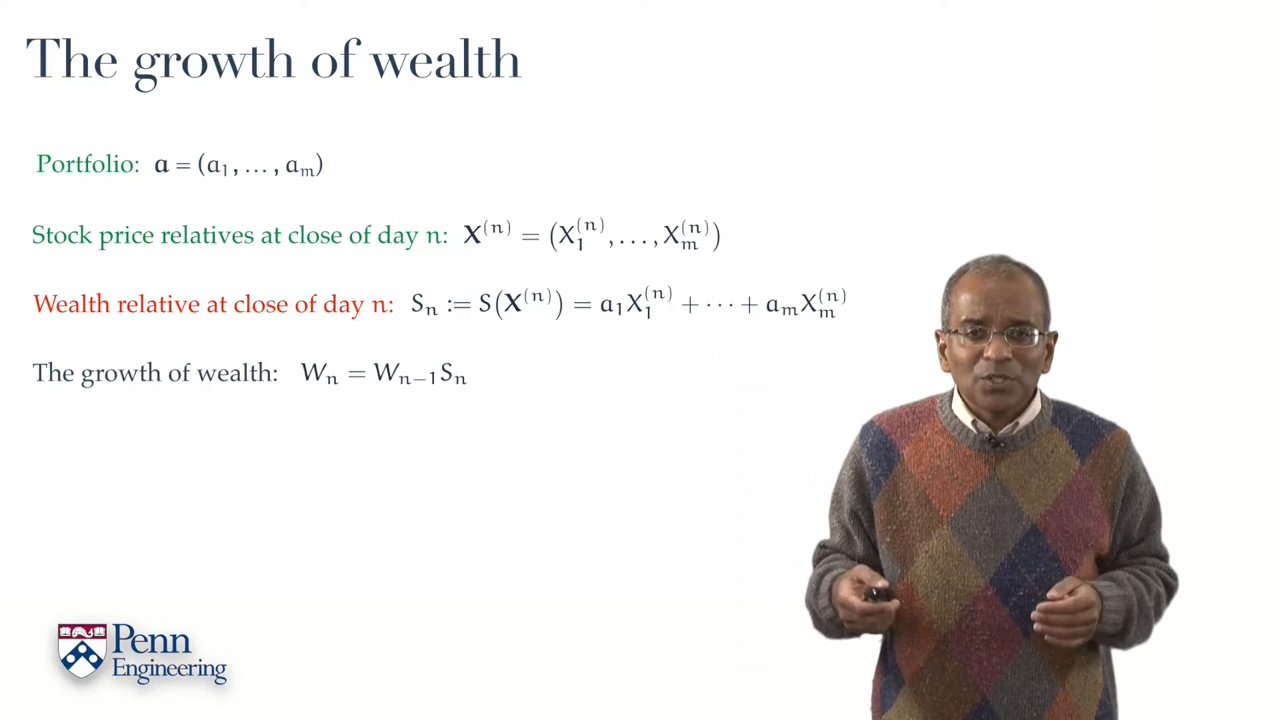 The growth of wealth
Portfolio: a = (a₁, ... , aₘ)
Stock price relatives at close of day n: X⁽ⁿ⁾ = (X₁⁽ⁿ⁾, ... , Xₘ⁽ⁿ⁾)
Wealth relative at close of day n: Sₙ := S(X⁽ⁿ⁾) = a₁X₁⁽ⁿ⁾ + ··· + aₘXₘ⁽ⁿ⁾
The growth of wealth: Wₙ = Wₙ₋₁Sₙ
Penn
Engineering